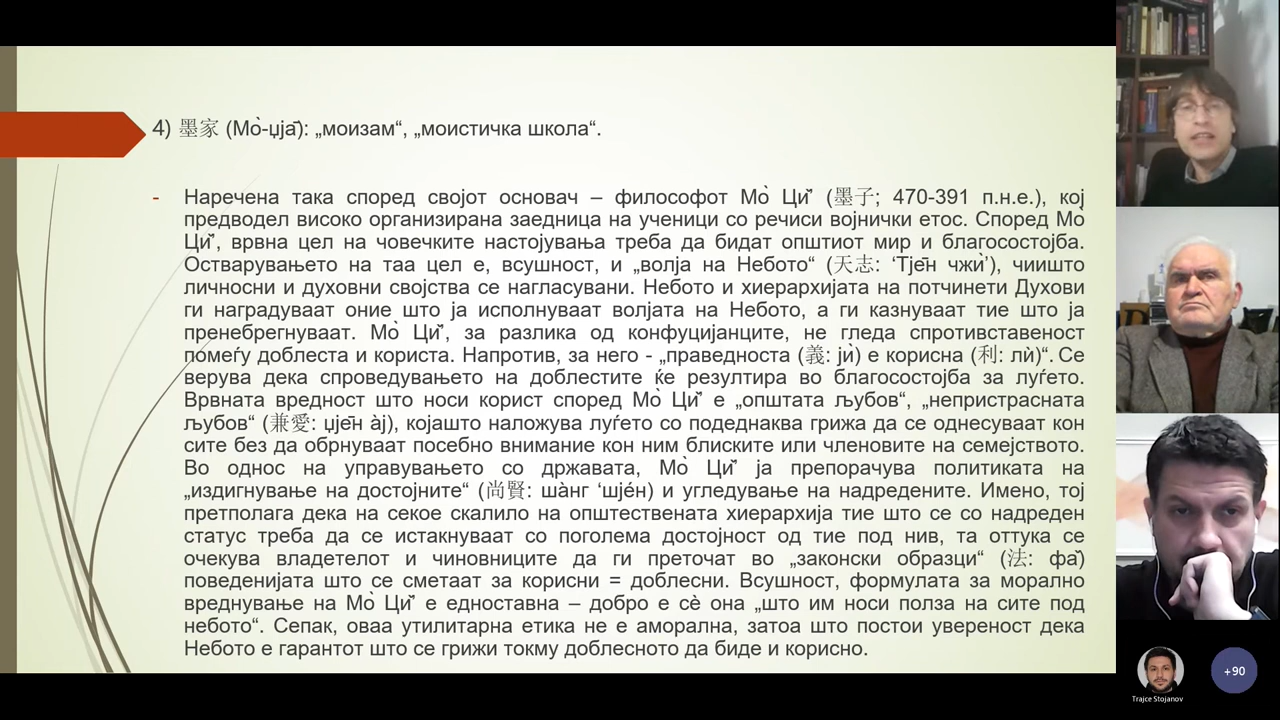 4) 墨家 (Мо̀-џја̄): „моизам“, „моистичка школа“.
- Наречена така според својот основач – философот Мо̀ Ци̌ (墨子; 470-391 п.н.е.), кој
предводел високо организирана заедница на ученици со речиси војнички етос. Според Мо̀
Ци̌, врвна цел на човечките настојувања треба да бидат општиот мир и благосостојба.
Остварувањето на таа цел е, всушност, и „волја на Небото“ (天志: ‘Тје̄н чжѝ’), чиишто
личносни и духовни својства се нагласувани. Небото и хиерархијата на потчинети Духови
ги наградуваат оние што ја исполнуваат волјата на Небото, а ги казнуваат тие што ја
пренебрегнуваат. Мо̀ Ци̌, за разлика од конфуцијанците, не гледа спротивставеност
помеѓу доблеста и користа. Напротив, за него - „праведноста (義: јѝ) е корисна (利: лѝ)“. Се
верува дека спроведувањето на доблестите ќе резултира во благосостојба за луѓето.
Врвната вредност што носи корист според Мо̀ Ци̌ е „општата љубов“, „непристрасната
љубов“ (兼愛: џје̄н а̀ј), којашто наложува луѓето со подеднаква грижа да се однесуваат кон
сите без да обрнуваат посебно внимание кон ним блиските или членовите на семејството.
Во однос на управувањето со државата, Мо̀ Ци̌ ја препорачува политиката на
„издигнување на достојните“ (尚賢: ша̀нг ‘шје́н) и угледување на надредените. Имено, тој
претполага дека на секое скалило на општествената хиерархија тие што се со надреден
статус треба да се истакнуваат со поголема достојност од тие под нив, та оттука се
очекува владетелот и чиновниците да ги преточат во „законски образци“ (法: фа̌)
поведенијата што се сметаат за корисни = доблесни. Всушност, формулата за морално
вреднување на Мо̀ Ци̌ е едноставна – добро е сѐ она „што им носи полза на сите под
небото“. Сепак, оваа утилитарна етика не е аморална, затоа што постои увереност дека
Небото е гарантот што се грижи токму доблесното да биде и корисно.
Trajce Stojanov
+90